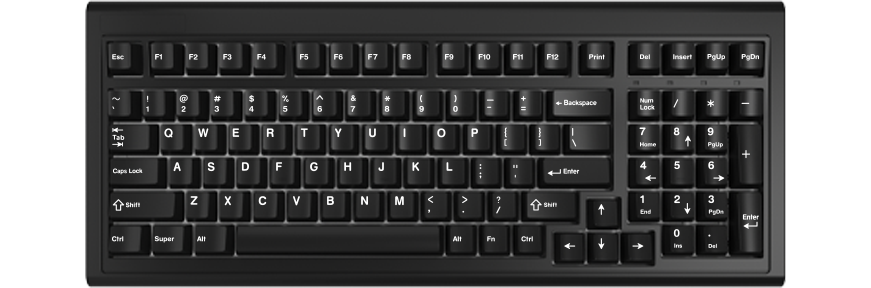 Esc F1 F2 F3 F4 F5 F6 F7 F8 F9 F10 F11 F12 Print Del Insert PgUp PgDn
~ ! @ # $ % ^ & * ( ) — + ← Backspace Num / * −
` 1 2 3 4 5 6 7 8 9 0 - = Lock
⇤ Q W E R T Y U I O P { } | 7 8 9 +
Tab [ ] \ Home ↑ PgUp
⇥
Caps Lock A S D F G H J K L : " ↵ Enter 4 5 6
; ' ← →
⇧ Shift Z X C V B N M < > ? ⇧ Shift ↑ 1 2 3 Enter
, . / End ↓ PgDn ↵
Ctrl Super Alt Alt Fn Ctrl ← ↓ → 0 .
Ins Del